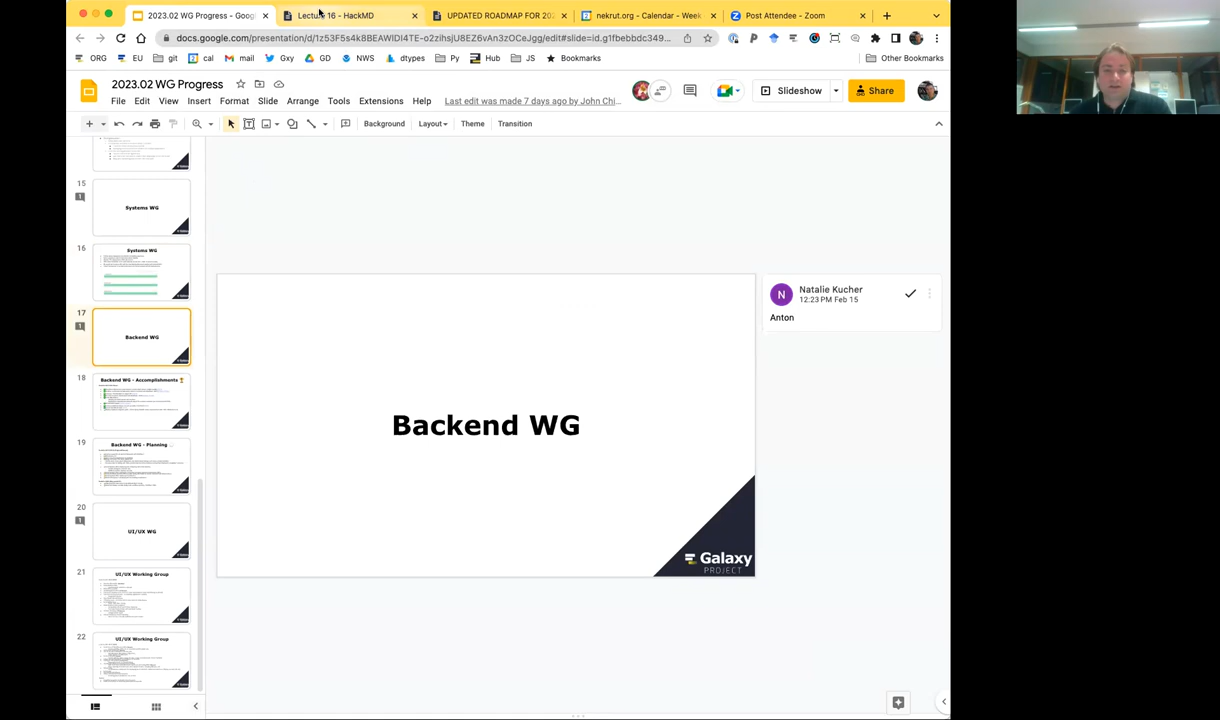 2023.02 WG Progress - Goog
Lecture 16 - HackMD
UPDATED ROADMAP FOR 202
nekrut.org - Calendar - Week
Post Attendee - Zoom
docs.google.com/presentation/d/1z53F5s4k8BEAWIDI4TE-o2zihsjU8EZ6vAn3zOCeJgg/edit#slide=id.g1fbebbdc349...
ORG
EU
git
cal
mail
Gxy
GD
NWS
dtypes
Py
Hub
JS
Bookmarks
Other Bookmarks
2023.02 WG Progress
File Edit View Insert Format Slide Arrange Tools Extensions Help
Last edit was made 7 days ago by John Chi...
Slideshow
Share
Background
Layout
Theme
Transition
15
1
Systems WG
16
Systems WG
17
1
Backend WG
18
Backend WG - Accomplishments
19
Backend WG - Planning
20
1
UI/UX WG
21
UI/UX Working Group
22
UI/UX Working Group
Backend WG
Galaxy
PROJECT
N
Natalie Kucher
12:23 PM Feb 15
Anton